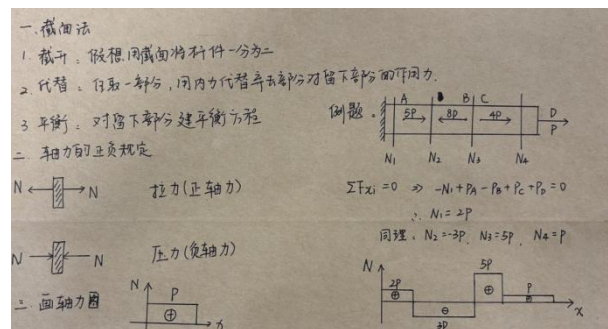 一.截面法
1. 截开：假想用截面将杆件一分为二
2. 代替：任取一部分，用内力代替弃去部分对留下部分的作用力.
3 平衡：对留下部分建平衡方程
二. 轴力的正负规定
N N 拉力(正轴力)
N N 压力(负轴力)
三. 画轴力图
N
P
⊕
x
例题：
A B C
5P 8P 4P D
P
N₁ N₂ N₃ N₄
ΣFxi=0 ⇒ -N₁+PA-PB+PC+PD=0
∴ N₁=2P
同理，N₂=-3P. N₃=5P, N₄=P
N
2P 5P P
⊕ ⊖ ⊕ ⊕
3P
x